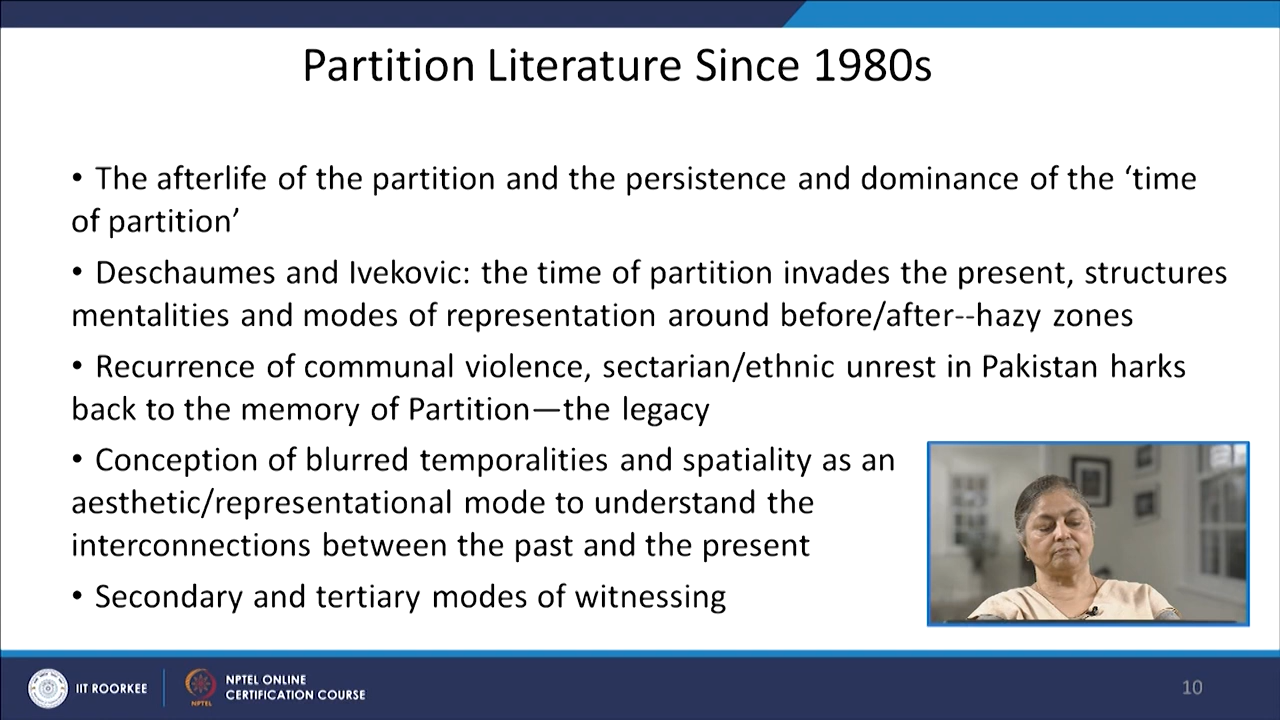 Partition Literature Since 1980s
• The afterlife of the partition and the persistence and dominance of the ‘time
of partition’
• Deschaumes and Ivekovic: the time of partition invades the present, structures
mentalities and modes of representation around before/after--hazy zones
• Recurrence of communal violence, sectarian/ethnic unrest in Pakistan harks
back to the memory of Partition—the legacy
• Conception of blurred temporalities and spatiality as an
aesthetic/representational mode to understand the
interconnections between the past and the present
• Secondary and tertiary modes of witnessing
IIT ROORKEE
NPTEL
NPTEL ONLINE
CERTIFICATION COURSE
10